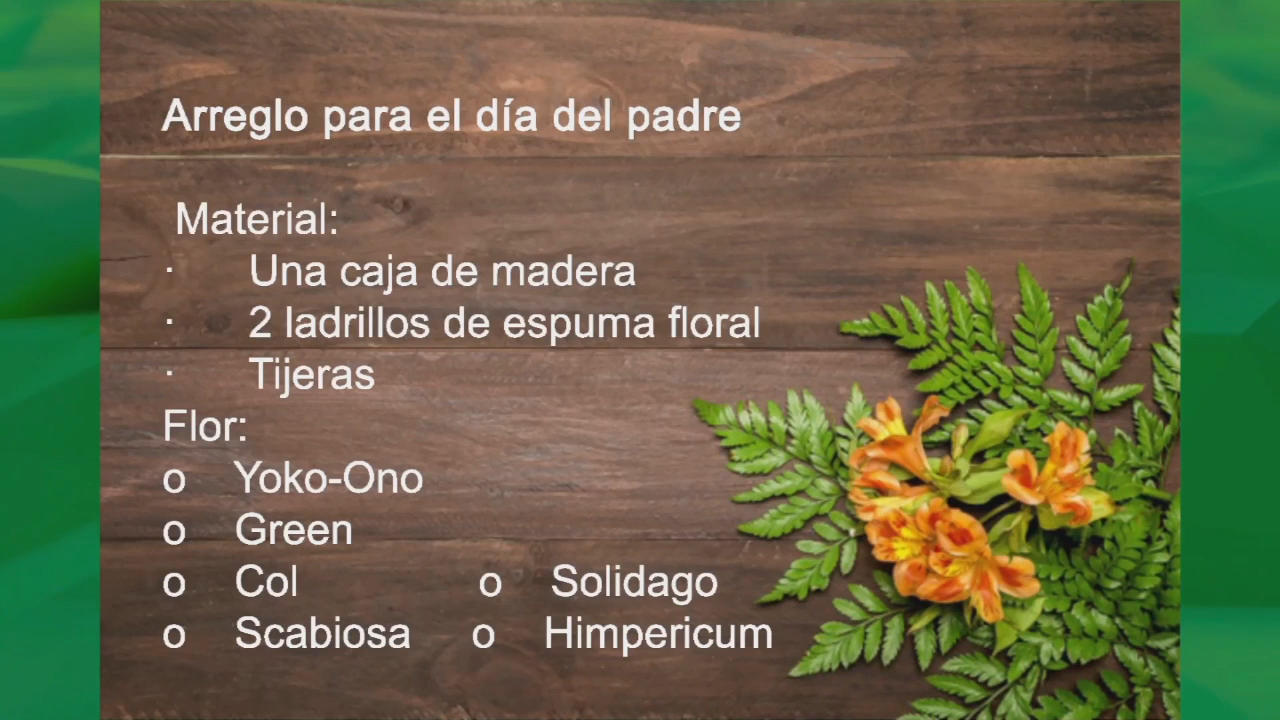 Arreglo para el día del padre
Material:
· Una caja de madera
· 2 ladrillos de espuma floral
· Tijeras
Flor:
o Yoko-Ono
o Green
o Col o Solidago
o Scabiosa o Himpericum